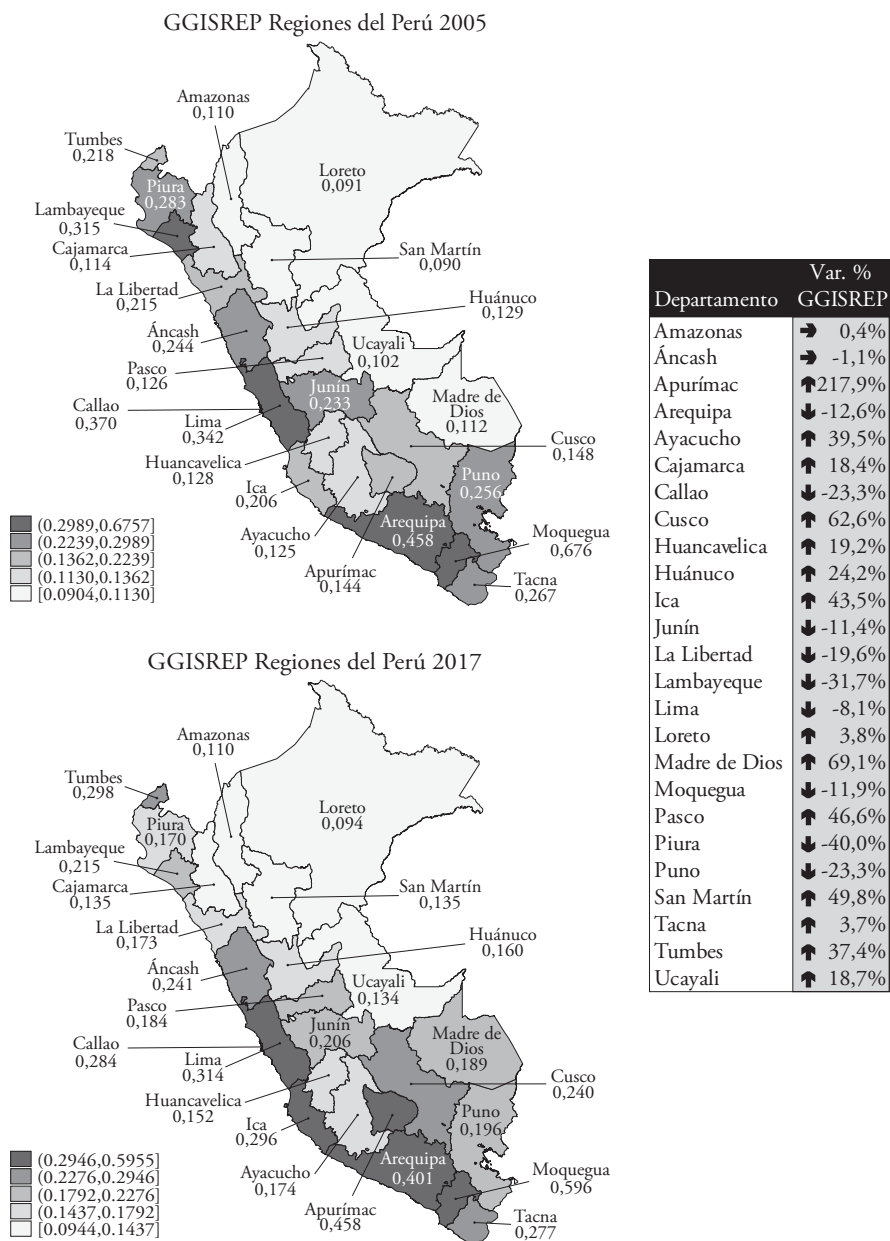 GGISREP Regiones del Perú 2005
Amazonas
0,110
Tumbes
0,218
Loreto
0,091
Piura
0,283
Lambayeque
0,315
Cajamarca
0,114
San Martín
0,090
La Libertad
0,215
Huánuco
0,129
Áncash
0,244
Ucayali
0,102
Pasco
0,126
Junín
0,233
Madre de
Dios
0,112
Callao
0,370
Lima
0,342
Cusco
0,148
Huancavelica
0,128
Puno
0,256
Ica
0,206
Arequipa
0,458
Ayacucho
0,125
Moquegua
0,676
Apurímac
0,144
Tacna
0,267
(0.2989,0.6757]
(0.2239,0.2989]
(0.1362,0.2239]
(0.1130,0.1362]
[0.0904,0.1130]
GGISREP Regiones del Perú 2017
Amazonas
0,110
Tumbes
0,298
Loreto
0,094
Piura
0,170
Lambayeque
0,215
Cajamarca
0,135
San Martín
0,135
La Libertad
0,173
Huánuco
0,160
Áncash
0,241
Ucayali
0,134
Pasco
0,184
Junín
0,206
Madre de
Dios
0,189
Callao
0,284
Lima
0,314
Cusco
0,240
Huancavelica
0,152
Puno
0,196
Ica
0,296
Arequipa
0,401
Ayacucho
0,174
Moquegua
0,596
Apurímac
0,458
Tacna
0,277
(0.2946,0.5955]
(0.2276,0.2946]
(0.1792,0.2276]
(0.1437,0.1792]
[0.0944,0.1437]
Var. %
Departamento GGISREP
Amazonas 0,4%
Áncash -1,1%
Apurímac 217,9%
Arequipa -12,6%
Ayacucho 39,5%
Cajamarca 18,4%
Callao -23,3%
Cusco 62,6%
Huancavelica 19,2%
Huánuco 24,2%
Ica 43,5%
Junín -11,4%
La Libertad -19,6%
Lambayeque -31,7%
Lima -8,1%
Loreto 3,8%
Madre de Dios 69,1%
Moquegua -11,9%
Pasco 46,6%
Piura -40,0%
Puno -23,3%
San Martín 49,8%
Tacna 3,7%
Tumbes 37,4%
Ucayali 18,7%